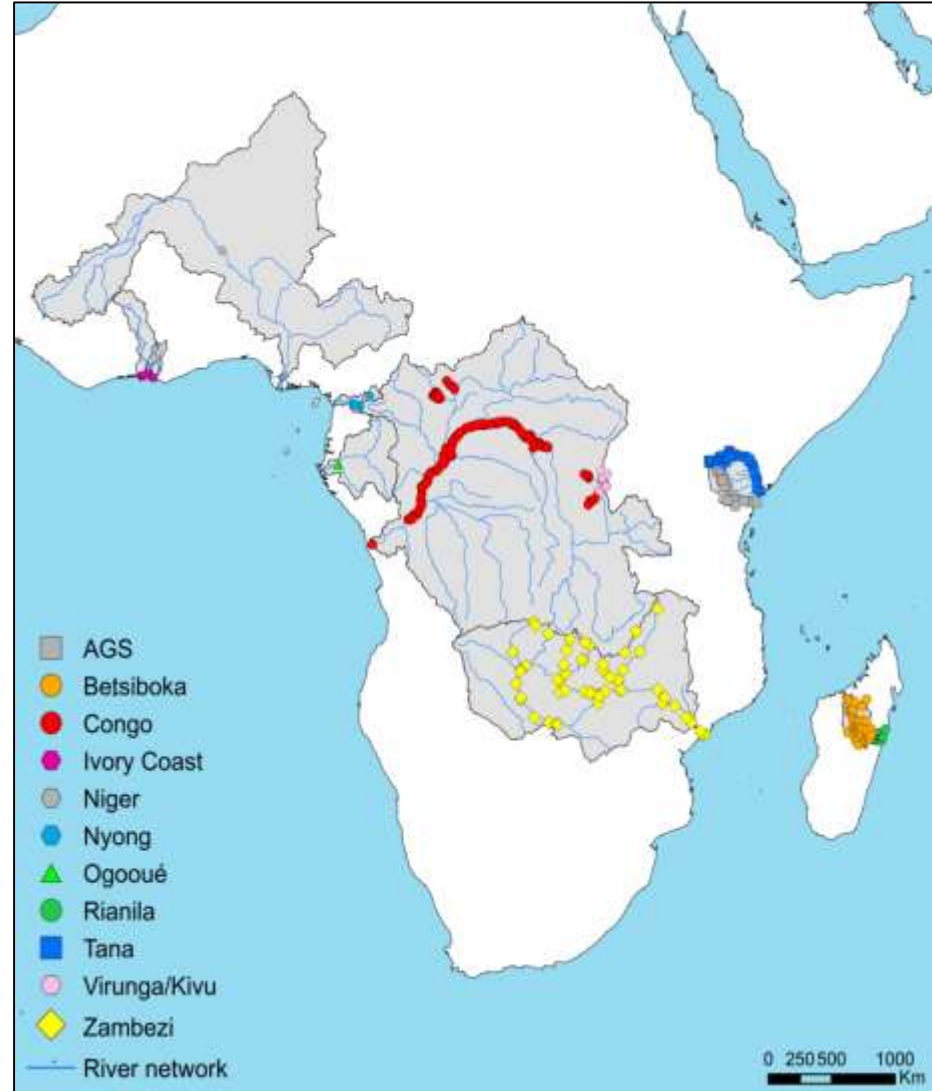 AGS
Betsiboka
Congo
Ivory Coast
Niger
Nyong
Ogooué
Rianila
Tana
Virunga/Kivu
Zambezi
River network
0 250 500 1000
Km